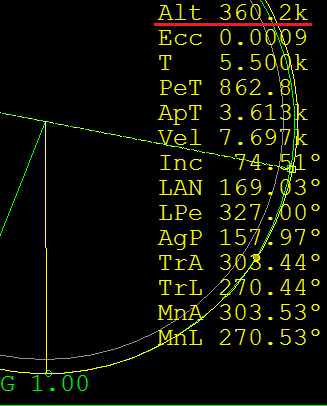 Alt 360.2k
Ecc 0.0009
T 5.500k
PeT 862.8
ApT 3.613k
Vel 7.697k
Inc 74.51°
LAN 169.03°
LPe 327.00°
AgP 157.97°
TrA 303.44°
TrL 270.44°
MnA 303.53°
MnL 270.53°
G 1.00